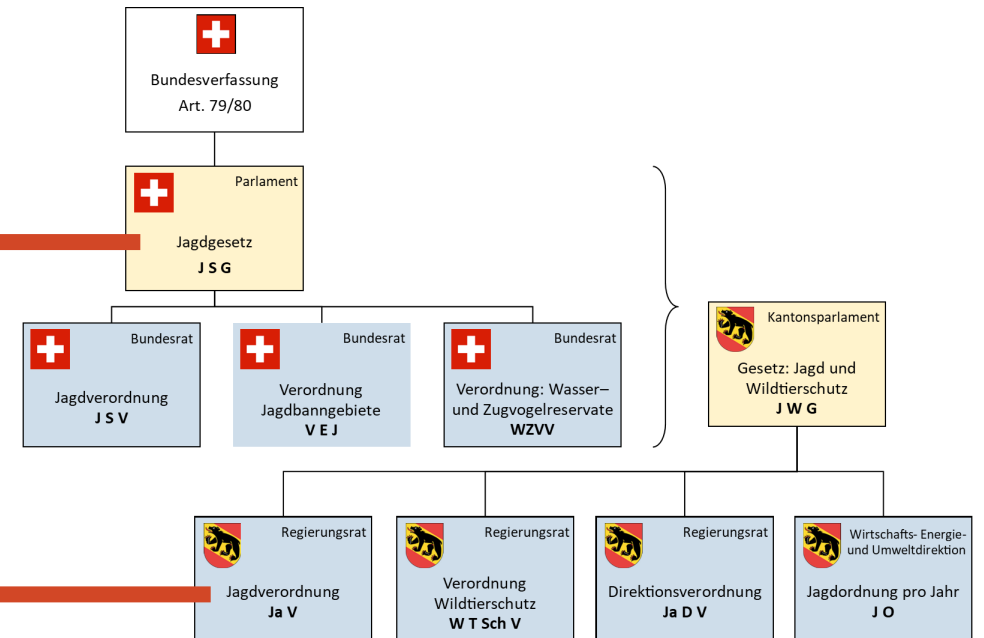 Bundesverfassung
Art. 79/80
Parlament
Jagdgesetz
J S G
Bundesrat
Jagdverordnung
J S V
Bundesrat
Verordnung
Jagdbanngebiete
V E J
Bundesrat
Verordnung: Wasser–
und Zugvogelreservate
WZVV
Kantonsparlament
Gesetz: Jagd und
Wildtierschutz
J W G
Regierungsrat
Jagdverordnung
Ja V
Regierungsrat
Verordnung
Wildtierschutz
W T Sch V
Regierungsrat
Direktionsverordnung
Ja D V
Wirtschafts- Energie-
und Umweltdirektion
Jagdordnung pro Jahr
J O